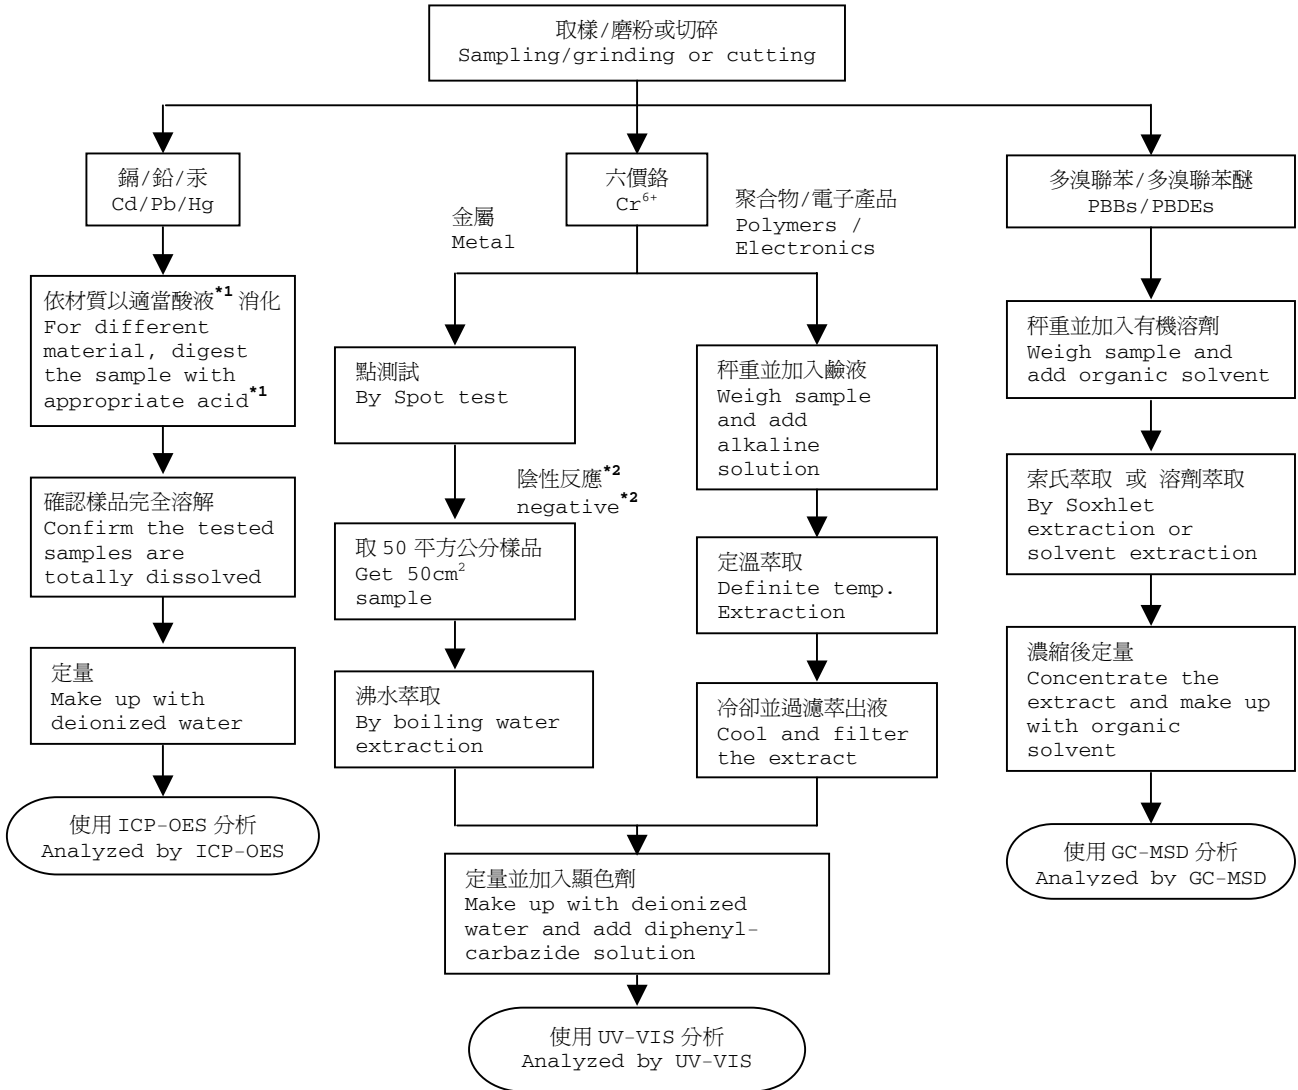 取樣/磨粉或切碎
Sampling/grinding or cutting
鎘/鉛/汞
Cd/Pb/Hg
依材質以適當酸液*1 消化
For different
material, digest
the sample with
appropriate acid*1
確認樣品完全溶解
Confirm the tested
samples are
totally dissolved
定量
Make up with
deionized water
使用 ICP-OES 分析
Analyzed by ICP-OES
六價鉻
Cr6+
金屬
Metal
點測試
By Spot test
陰性反應*2
negative*2
取 50 平方公分樣品
Get 50cm2
sample
沸水萃取
By boiling water
extraction
聚合物/電子產品
Polymers /
Electronics
秤重並加入鹼液
Weigh sample
and add
alkaline
solution
定溫萃取
Definite temp.
Extraction
冷卻並過濾萃出液
Cool and filter
the extract
定量並加入顯色劑
Make up with deionized
water and add diphenyl-
carbazide solution
使用 UV-VIS 分析
Analyzed by UV-VIS
多溴聯苯/多溴聯苯醚
PBBs/PBDEs
秤重並加入有機溶劑
Weigh sample and
add organic solvent
索氏萃取 或 溶劑萃取
By Soxhlet
extraction or
solvent extraction
濃縮後定量
Concentrate the
extract and make up
with organic
solvent
使用 GC-MSD 分析
Analyzed by GC-MSD